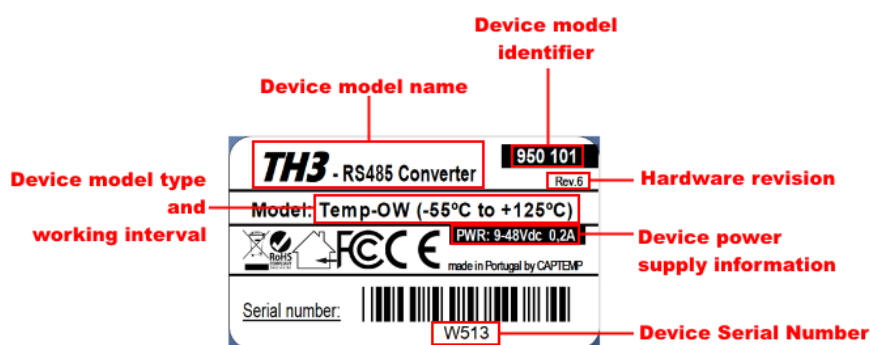 Device model
identifier
Device model name
TH3 - RS485 Converter
950 101
Rev.6
Hardware revision
Device model type
and
working interval
Model: Temp-OW (-55ºC to +125ºC)
RoHS
FCC CE
PWR: 9-48Vdc 0,2A
Device power
supply information
made in Portugal by CAPTEMP
Serial number:
W513
Device Serial Number